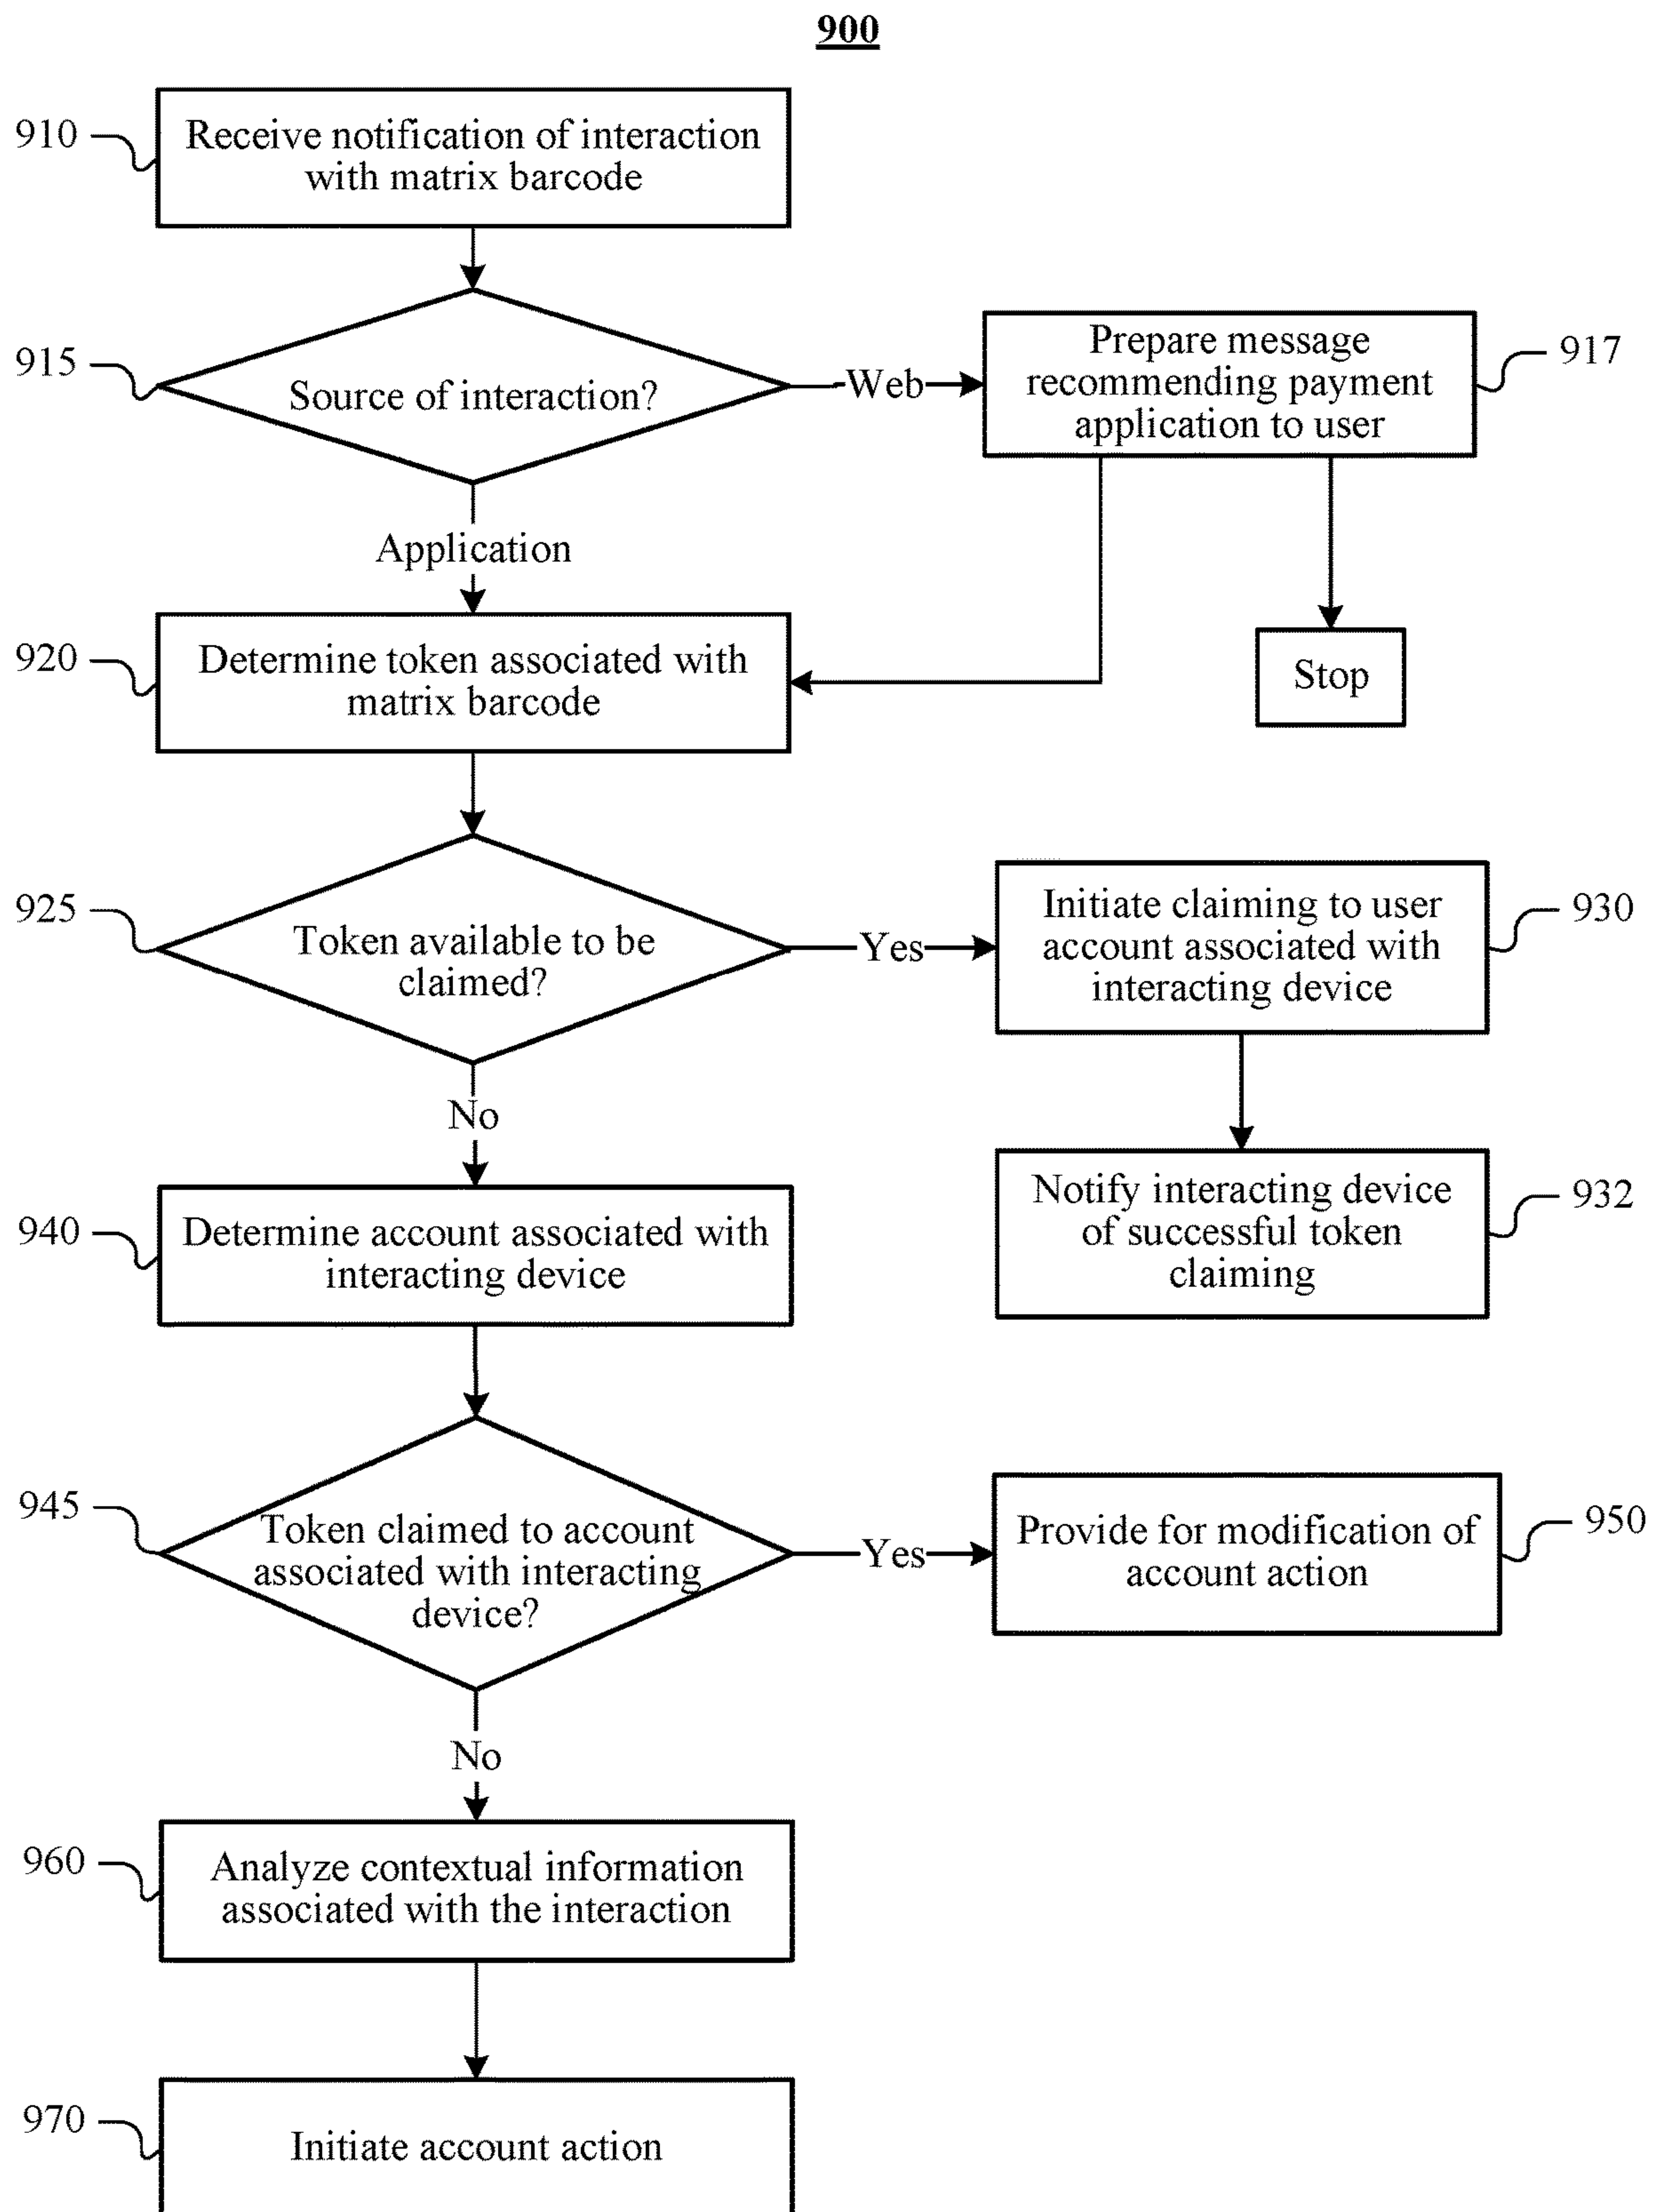 900
910
Receive notification of interaction
with matrix barcode
915
Source of interaction?
Web
Prepare message
recommending payment
application to user
917
Application
920
Determine token associated with
matrix barcode
Stop
925
Token available to be
claimed?
Yes
Initiate claiming to user
account associated with
interacting device
930
No
Notify interacting device
of successful token
claiming
932
940
Determine account associated with
interacting device
945
Token claimed to account
associated with interacting
device?
Yes
Provide for modification of
account action
950
No
960
Analyze contextual information
associated with the interaction
970
Initiate account action